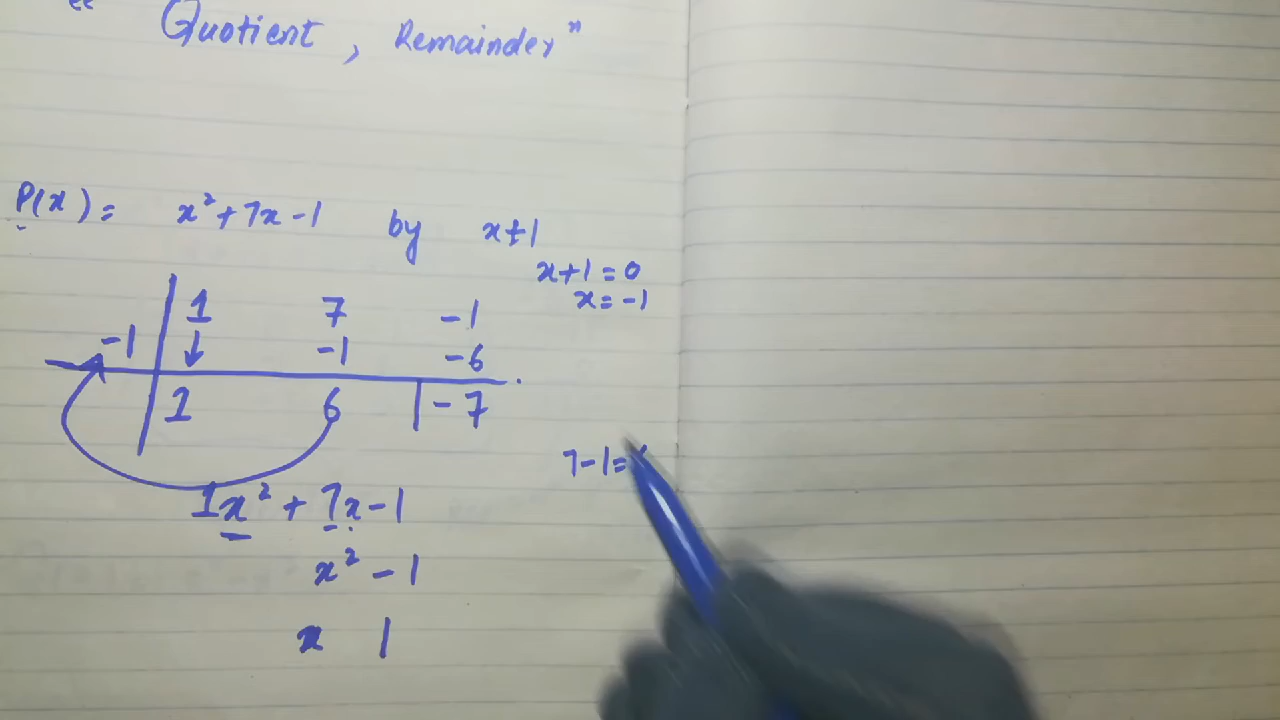 " Quotient, Remainder"
P(x) = x² + 7x - 1 by x+1
x+1 = 0
x = -1
1 7 -1
-1 -1 -6
1 6 -7
7-1=
1x² + 7x - 1
x² - 1
x 1